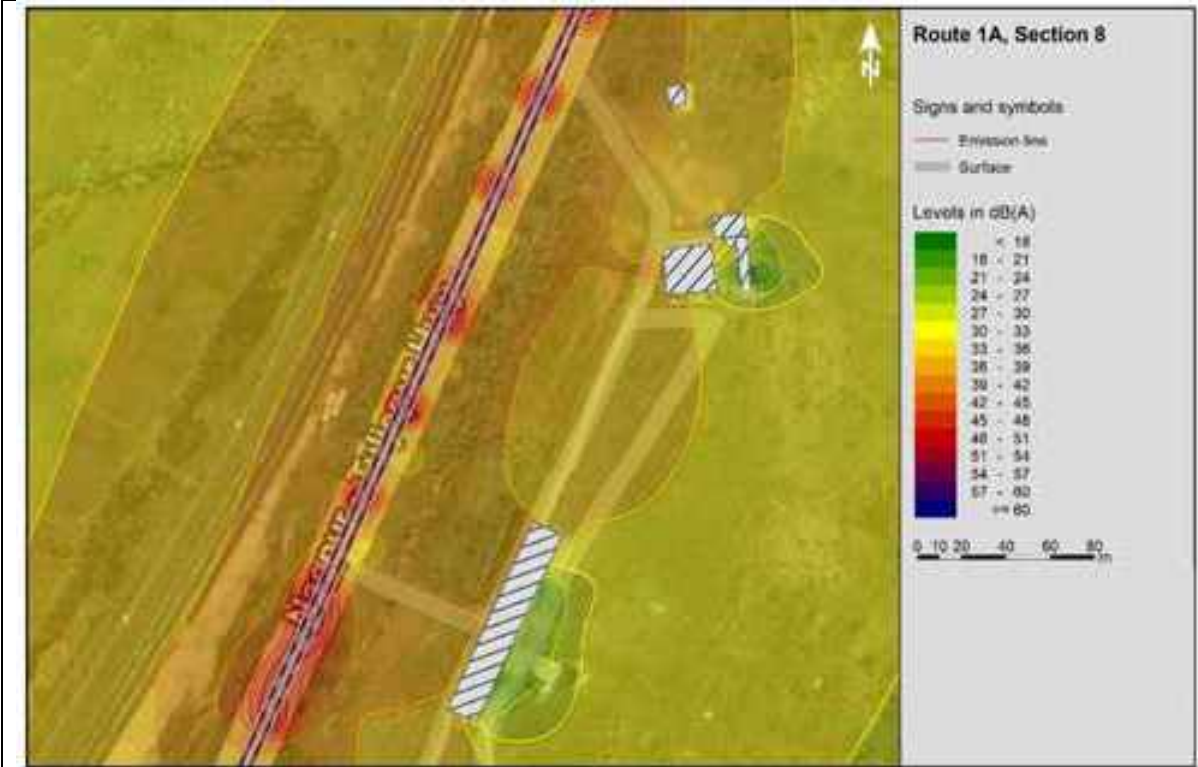 N
Route 1A, Section 8
Signs and symbols
Emission line
Surface
Levels in dB(A)
< 18
18 - 21
21 - 24
24 - 27
27 - 30
30 - 33
33 - 36
36 - 39
39 - 42
42 - 45
45 - 48
48 - 51
51 - 54
54 - 57
57 - 60
>= 60
0 10 20 40 60 80
m